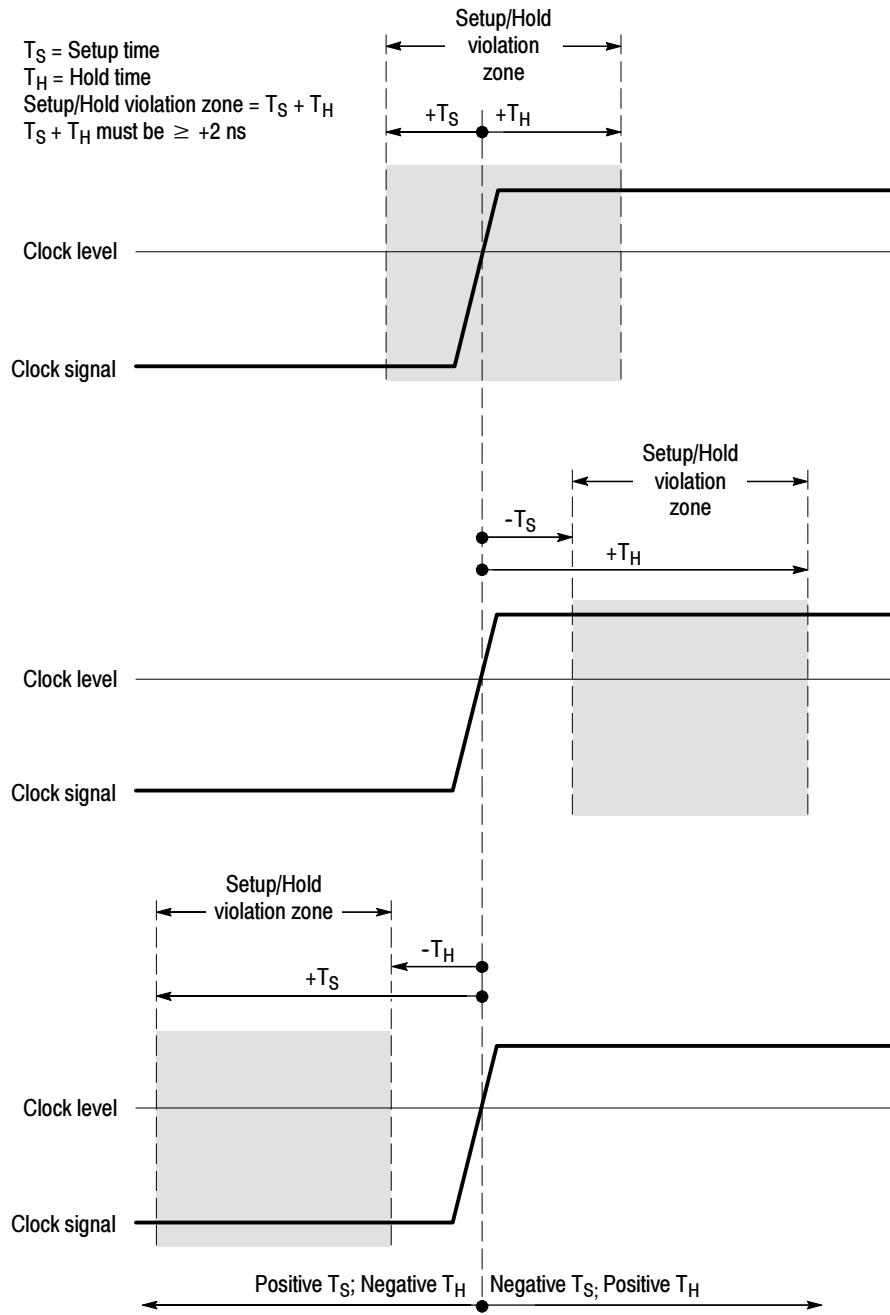 T_S = Setup time
T_H = Hold time
Setup/Hold violation zone = T_S + T_H
T_S + T_H must be ≥ +2 ns
Setup/Hold
violation
zone
+T_S
+T_H
Clock level
Clock signal
Setup/Hold
violation
zone
-T_S
+T_H
Clock level
Clock signal
Setup/Hold
violation zone
-T_H
+T_S
Clock level
Clock signal
Positive T_S; Negative T_H
Negative T_S; Positive T_H